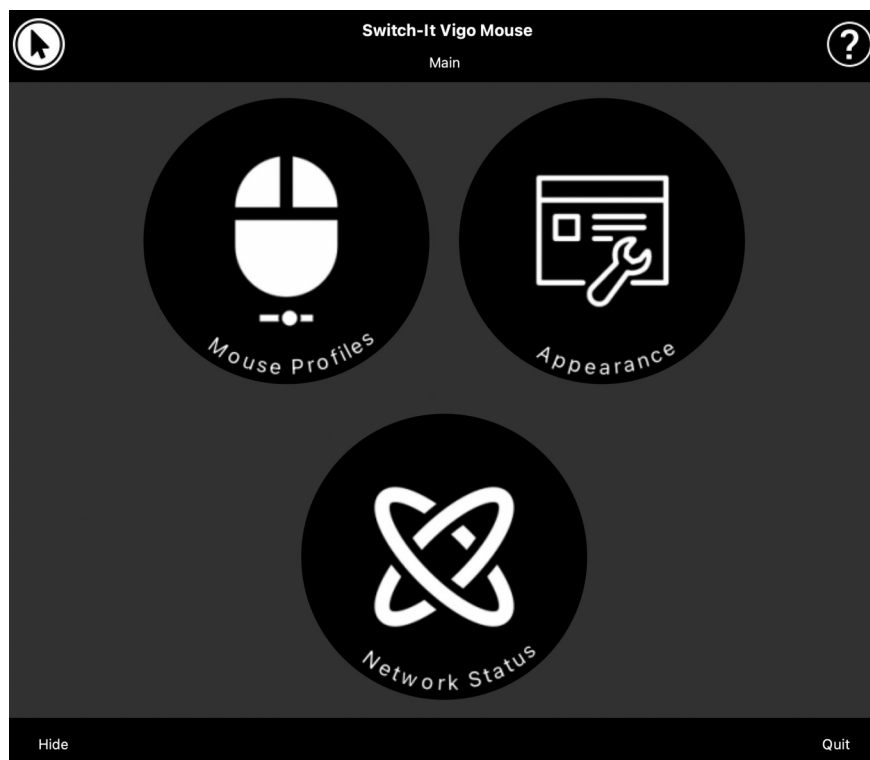 Switch-It Vigo Mouse
Main
?
Mouse Profiles
Appearance
Network Status
Hide
Quit